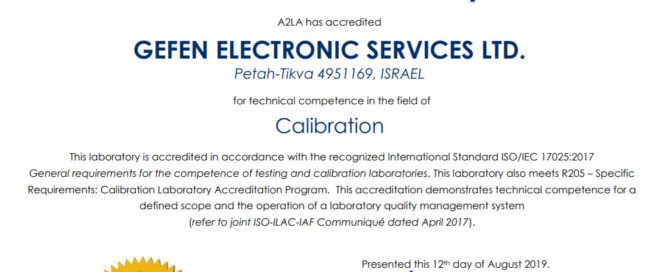 A2LA has accredited
GEFEN ELECTRONIC SERVICES LTD.
Petah-Tikva 4951169, ISRAEL
for technical competence in the field of
Calibration
This laboratory is accredited in accordance with the recognized International Standard ISO/IEC 17025:2017
General requirements for the competence of testing and calibration laboratories. This laboratory also meets R205 – Specific
Requirements: Calibration Laboratory Accreditation Program. This accreditation demonstrates technical competence for a
defined scope and the operation of a laboratory quality management system
(refer to joint ISO-ILAC-IAF Communiqué dated April 2017).
Presented this 12th day of August 2019.